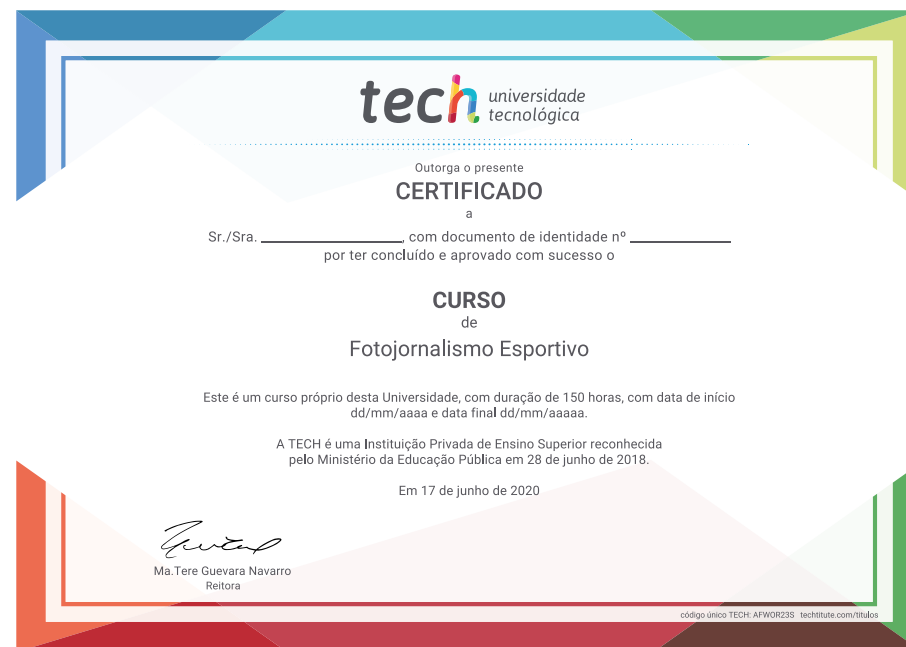 tech universidade
tecnológica
Outorga o presente
CERTIFICADO
a
Sr./Sra. ____________, com documento de identidade nº ____________
por ter concluído e aprovado com sucesso o
CURSO
de
Fotojornalismo Esportivo
Este é um curso próprio desta Universidade, com duração de 150 horas, com data de início
dd/mm/aaaa e data final dd/mm/aaaaa.
A TECH é uma Instituição Privada de Ensino Superior reconhecida
pelo Ministério da Educação Pública em 28 de junho de 2018.
Em 17 de junho de 2020
Ma.Tere Guevara Navarro
Reitora
código único TECH: AFWOR23S techtitute.com/titulos